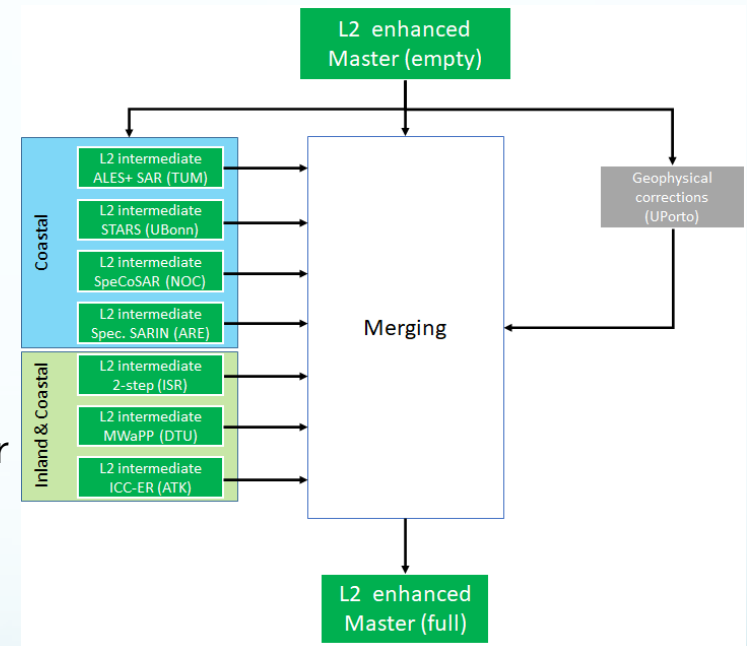 L2 enhanced
Master (empty)
Coastal
L2 intermediate
ALES+ SAR (TUM)
L2 intermediate
STARS (UBonn)
L2 intermediate
SpeCoSAR (NOC)
L2 intermediate
Spec. SARIN (ARE)
Inland & Coastal
L2 intermediate
2-step (ISR)
L2 intermediate
MWaPP (DTU)
L2 intermediate
ICC-ER (ATK)
r
Merging
Geophysical
corrections
(UPorto)
L2 enhanced
Master (full)